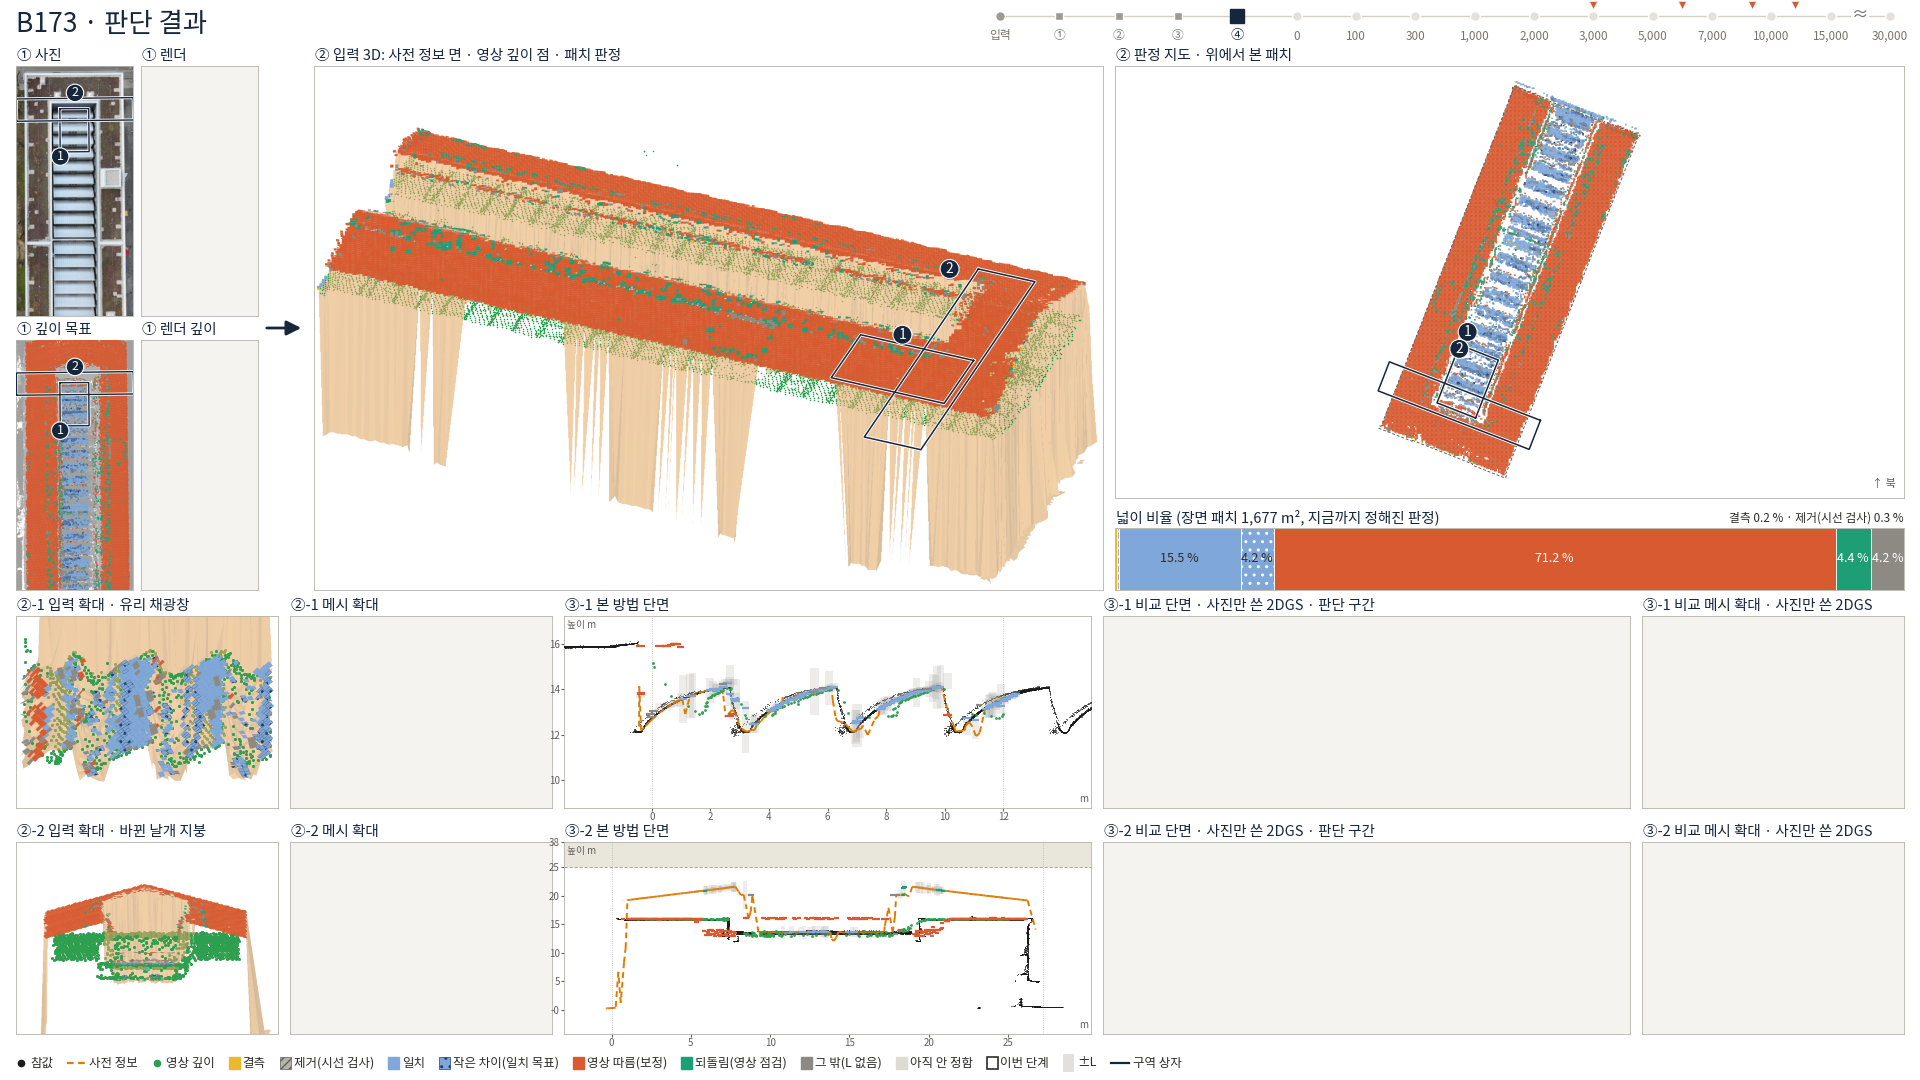 B173 · 판단 결과
입력 ① ② ③ ④ 0 100 300 1,000 2,000 3,000 5,000 7,000 10,000 15,000 ≈ 30,000
① 사진
① 렌더
② 입력 3D: 사전 정보 면 · 영상 깊이 점 · 패치 판정
② 판정 지도 · 위에서 본 패치
2
1
① 깊이 목표
① 렌더 깊이
2
1
2
1
1
2
↑ 북
넓이 비율 (장면 패치 1,677 m², 지금까지 정해진 판정)
결측 0.2 % · 제거(시선 검사) 0.3 %
15.5 % 4.2 % 71.2 % 4.4 % 4.2 %
②-1 입력 확대 · 유리 채광창
②-1 메시 확대
③-1 본 방법 단면
③-1 비교 단면 · 사진만 쓴 2DGS · 판단 구간
③-1 비교 메시 확대 · 사진만 쓴 2DGS
높이 m
16
14
12
10
m
0 2 4 6 8 10 12
②-2 입력 확대 · 바뀐 날개 지붕
②-2 메시 확대
③-2 본 방법 단면
③-2 비교 단면 · 사진만 쓴 2DGS · 판단 구간
③-2 비교 메시 확대 · 사진만 쓴 2DGS
높이 m
38
25
20
15
10
5
0
m
0 5 10 15 20 25
참값 사전 정보 영상 깊이 결측 제거(시선 검사) 일치 작은 차이(일치 목표) 영상 따름(보정) 되돌림(영상 점검) 그 밖(L 없음) 아직 안 정함 이번 단계 ±L 구역 상자